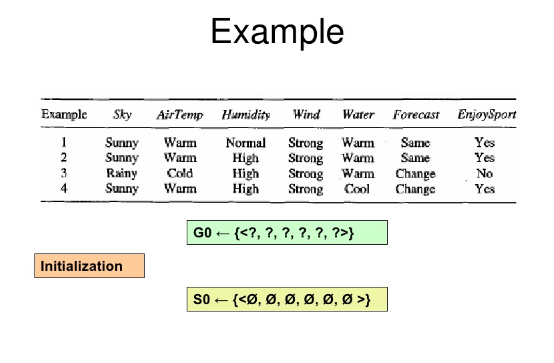 Example
Example Sky AirTemp Humidity Wind Water Forecast EnjoySport
1 Sunny Warm Normal Strong Warm Same Yes
2 Sunny Warm High Strong Warm Same Yes
3 Rainy Cold High Strong Warm Change No
4 Sunny Warm High Strong Cool Change Yes
G0 ← {<?, ?, ?, ?, ?, ?>}
Initialization
S0 ← {<Ø, Ø, Ø, Ø, Ø, Ø >}